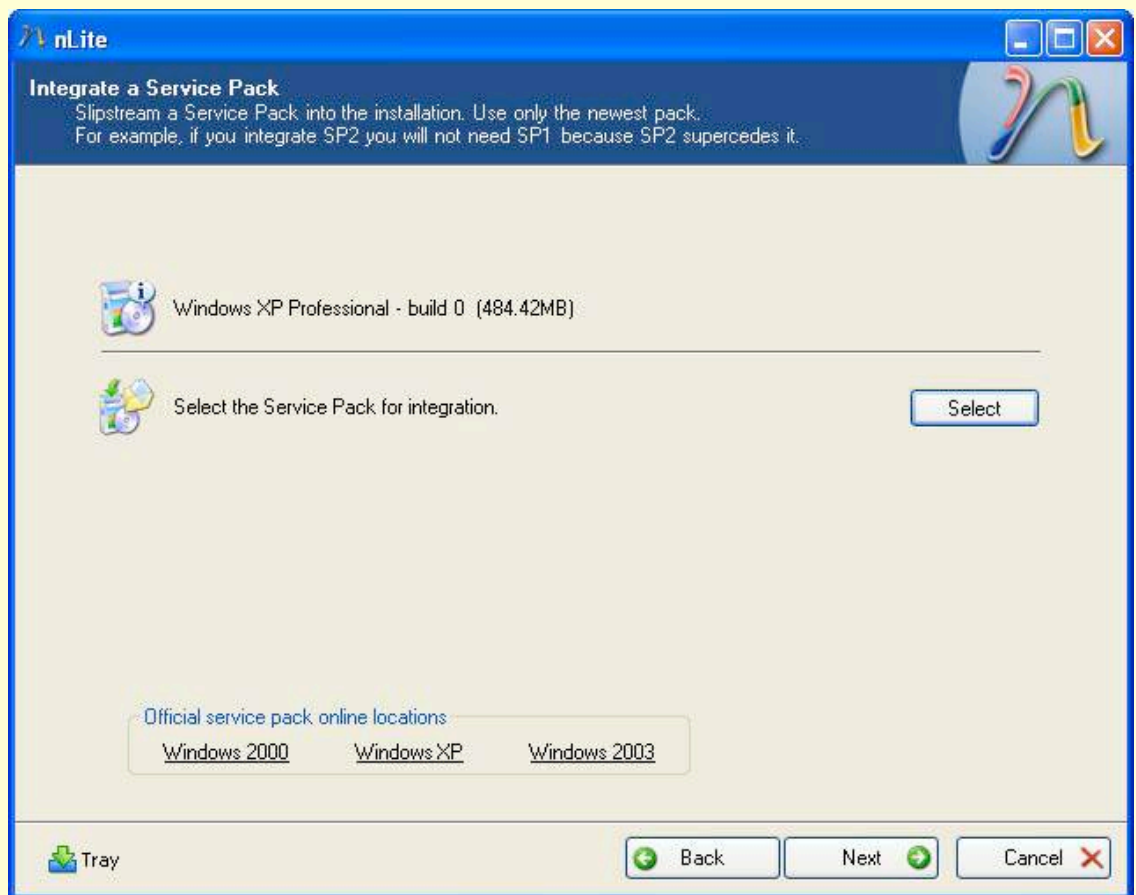 nLite
Integrate a Service Pack
Slipstream a Service Pack into the installation. Use only the newest pack.
For example, if you integrate SP2 you will not need SP1 because SP2 supercedes it.
Windows XP Professional - build 0 (484.42MB)
Select the Service Pack for integration.
Select
Official service pack online locations
Windows 2000 Windows XP Windows 2003
Tray
Back Next Cancel